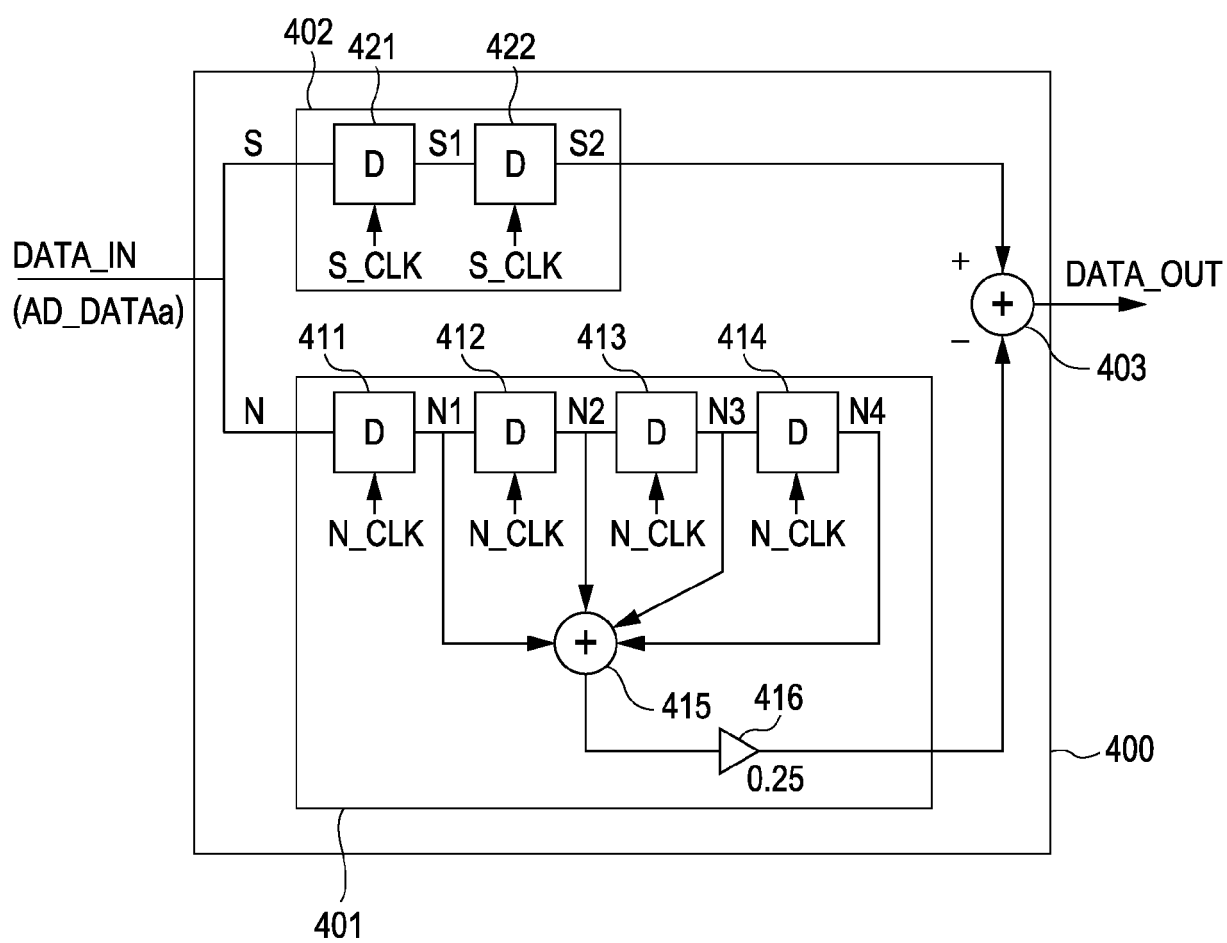 402
421
422
S
D
S1
D
S2
S_CLK
S_CLK
DATA_IN
(AD_DATAa)
+
+
−
DATA_OUT
403
411
412
413
414
N
D
N1
D
N2
D
N3
D
N4
N_CLK
N_CLK
N_CLK
N_CLK
+
415
416
0.25
400
401